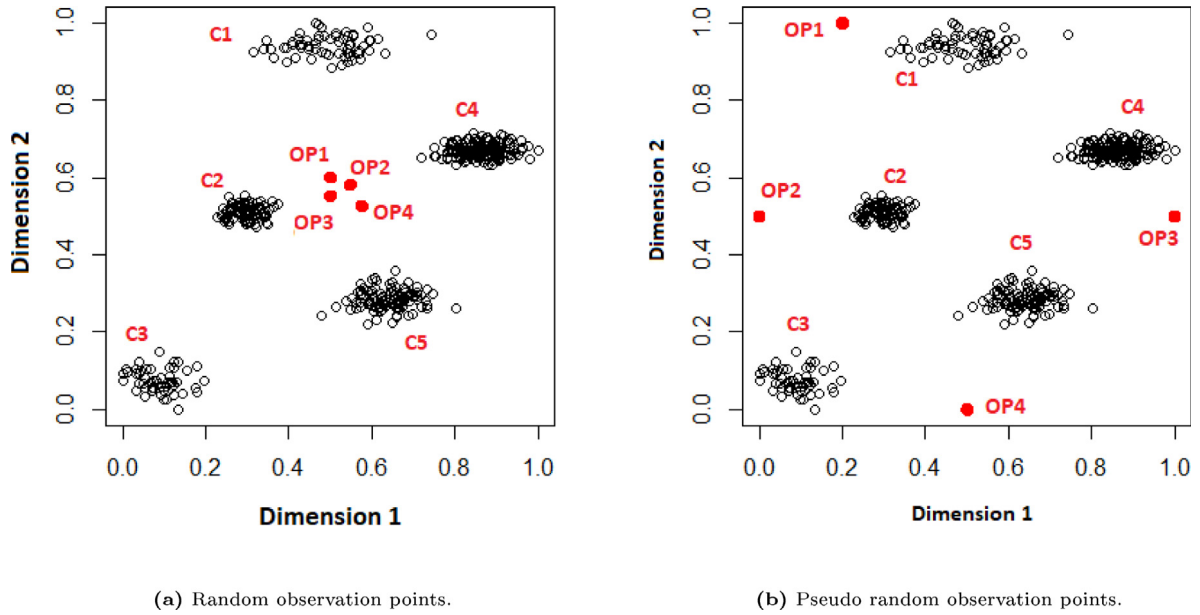 C1
C4
OP1
OP2
C2
OP3
OP4
C3
C5
Dimension 2
0.0 0.2 0.4 0.6 0.8 1.0
0.0 0.2 0.4 0.6 0.8 1.0
Dimension 1
(a) Random observation points.
OP1
C1
C4
C2
OP2
OP3
C5
C3
OP4
Dimension 2
0.0 0.2 0.4 0.6 0.8 1.0
0.0 0.2 0.4 0.6 0.8 1.0
Dimension 1
(b) Pseudo random observation points.